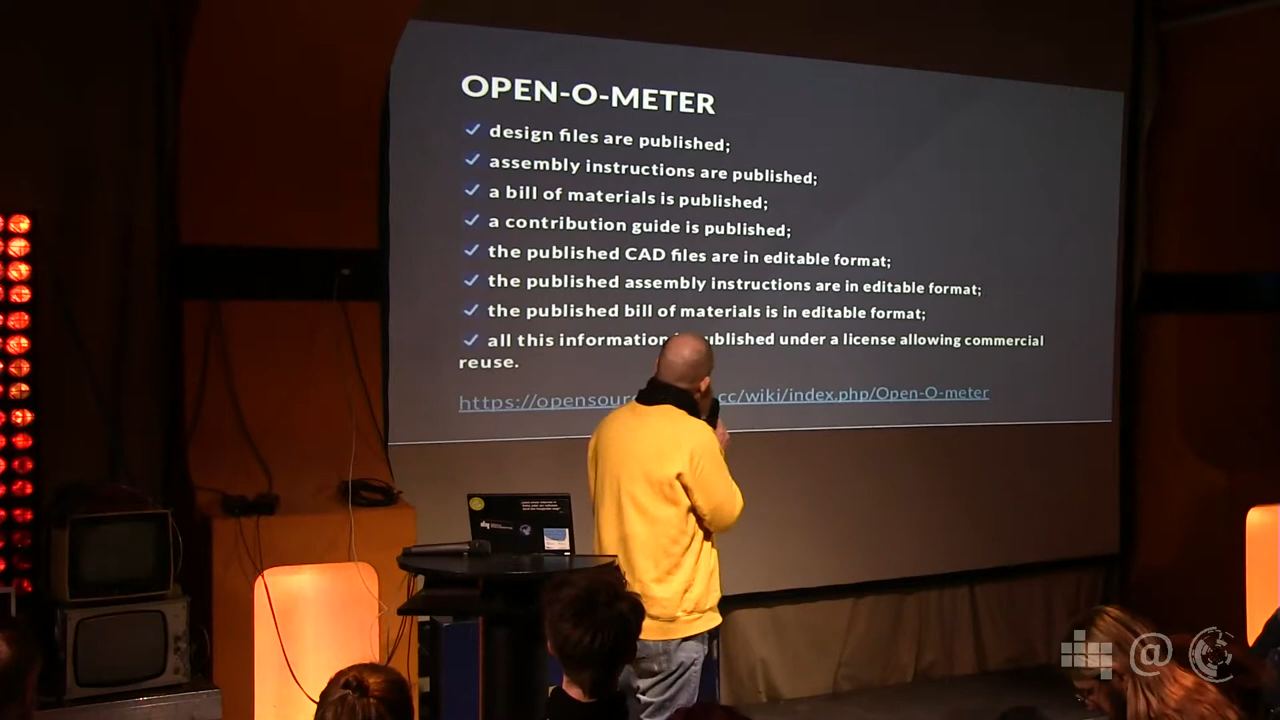 OPEN-O-METER
design files are published;
assembly instructions are published;
a bill of materials is published;
a contribution guide is published;
the published CAD files are in editable format;
the published assembly instructions are in editable format;
the published bill of materials is in editable format;
all this information published under a license allowing commercial
reuse.
https://opensour cc/wiki/index.php/Open-O-meter
@